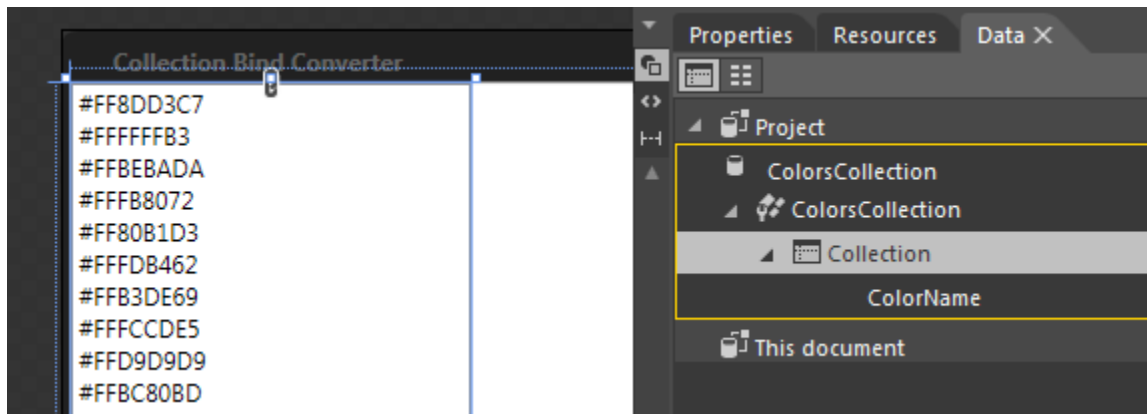 Collection Bind Converter
#FF8DD3C7
#FFFFFFB3
#FFBEBADA
#FFFB8072
#FF80B1D3
#FFFDB462
#FFB3DE69
#FFFCCDE5
#FFD9D9D9
#FFBC80BD
Properties Resources Data
Project
ColorsCollection
ColorsCollection
Collection
ColorName
This document